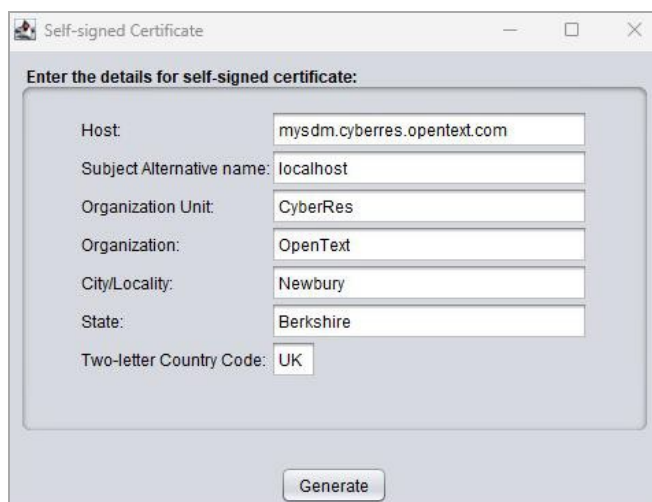 Self-signed Certificate
Enter the details for self-signed certificate:
Host: mysdm.cyberres.opentext.com
Subject Alternative name: localhost
Organization Unit: CyberRes
Organization: OpenText
City/Locality: Newbury
State: Berkshire
Two-letter Country Code: UK
Generate